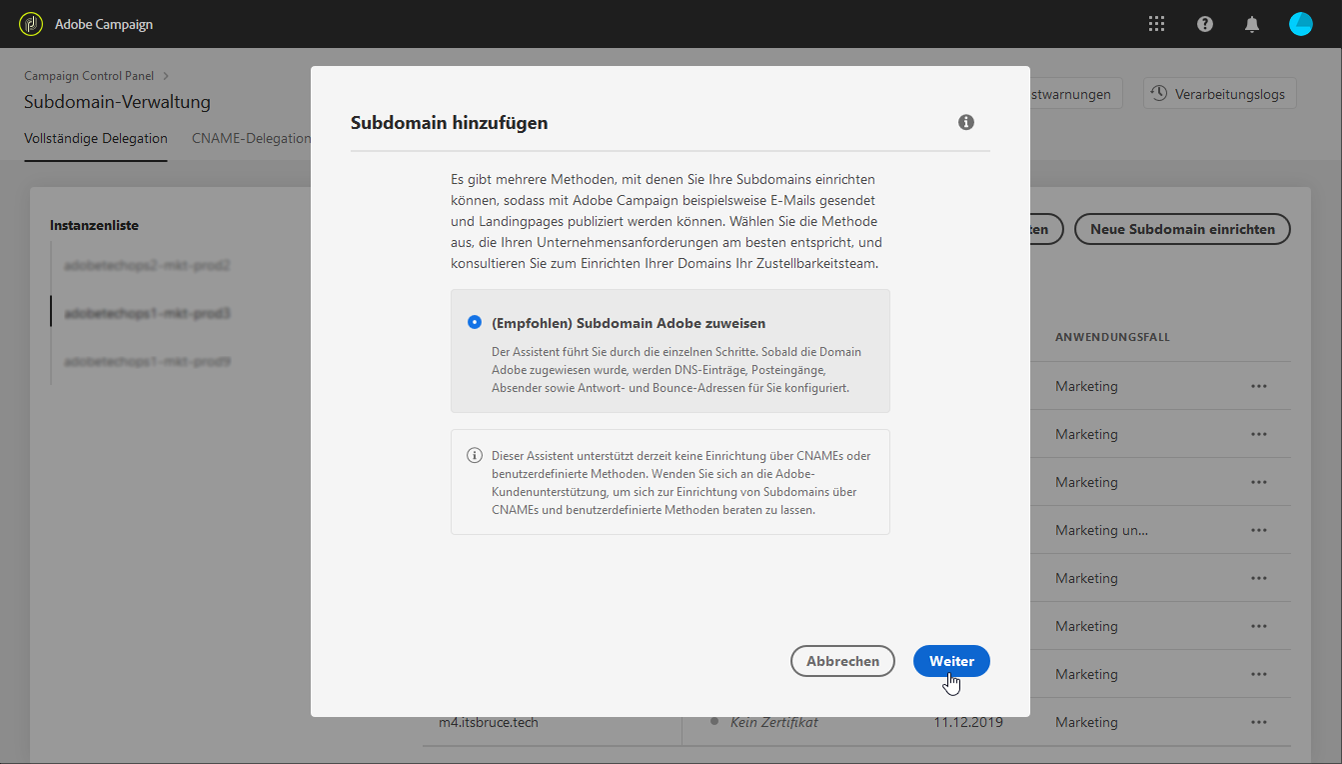 Adobe Campaign
Campaign Control Panel
Subdomain-Verwaltung
Vollständige Delegation
CNAME-Delegation
stwarnungen
Verarbeitungslogs
Instanzenliste
adobetechops2-mkt-prod2
adobetechops1-mkt-prod3
adobetechops1-mkt-prod9
ten
Neue Subdomain einrichten
ANWENDUNGSFALL
Marketing
Marketing
Marketing
Marketing un...
Marketing
Marketing
Marketing
m4.itsbruce.tech
Kein Zertifikat
11.12.2019
Marketing
Subdomain hinzufügen
Es gibt mehrere Methoden, mit denen Sie Ihre Subdomains einrichten
können, sodass mit Adobe Campaign beispielsweise E-Mails gesendet
und Landingpages publiziert werden können. Wählen Sie die Methode
aus, die Ihren Unternehmensanforderungen am besten entspricht, und
konsultieren Sie zum Einrichten Ihrer Domains Ihr Zustellbarkeitsteam.
(Empfohlen) Subdomain Adobe zuweisen
Der Assistent führt Sie durch die einzelnen Schritte. Sobald die Domain
Adobe zugewiesen wurde, werden DNS-Einträge, Posteingänge,
Absender sowie Antwort- und Bounce-Adressen für Sie konfiguriert.
Dieser Assistent unterstützt derzeit keine Einrichtung über CNAMEs oder
benutzerdefinierte Methoden. Wenden Sie sich an die Adobe-
Kundenunterstützung, um sich zur Einrichtung von Subdomains über
CNAMEs und benutzerdefinierte Methoden beraten zu lassen.
Abbrechen
Weiter